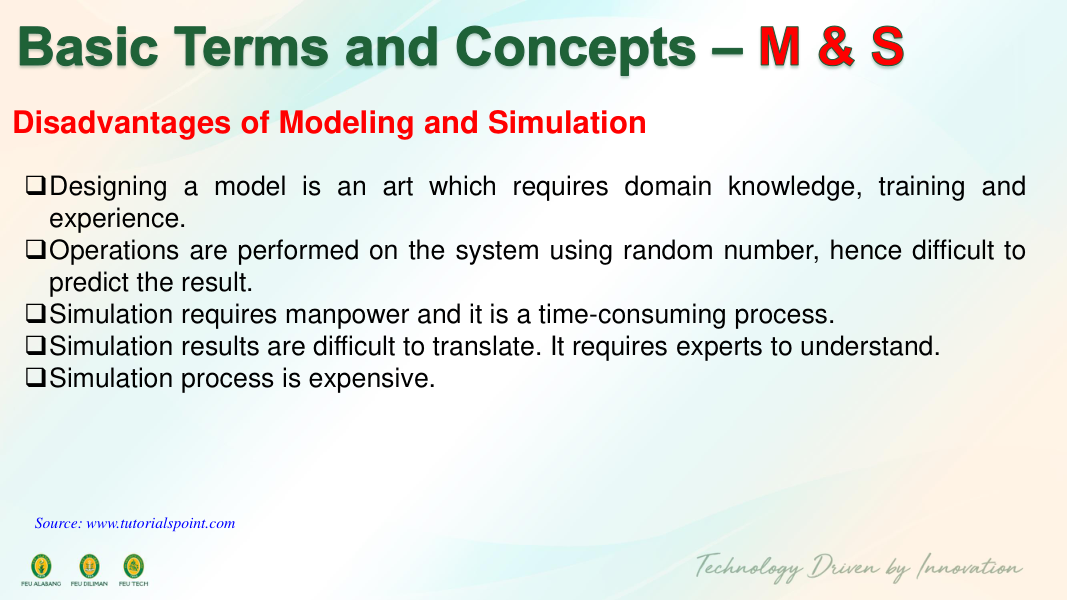 Basic Terms and Concepts – M & S
Disadvantages of Modeling and Simulation
❑Designing a model is an art which requires domain knowledge, training and
experience.
❑Operations are performed on the system using random number, hence difficult to
predict the result.
❑Simulation requires manpower and it is a time-consuming process.
❑Simulation results are difficult to translate. It requires experts to understand.
❑Simulation process is expensive.
Source: www.tutorialspoint.com
FEU ALABANG FEU DILIMAN FEU TECH
Technology Driven by Innovation